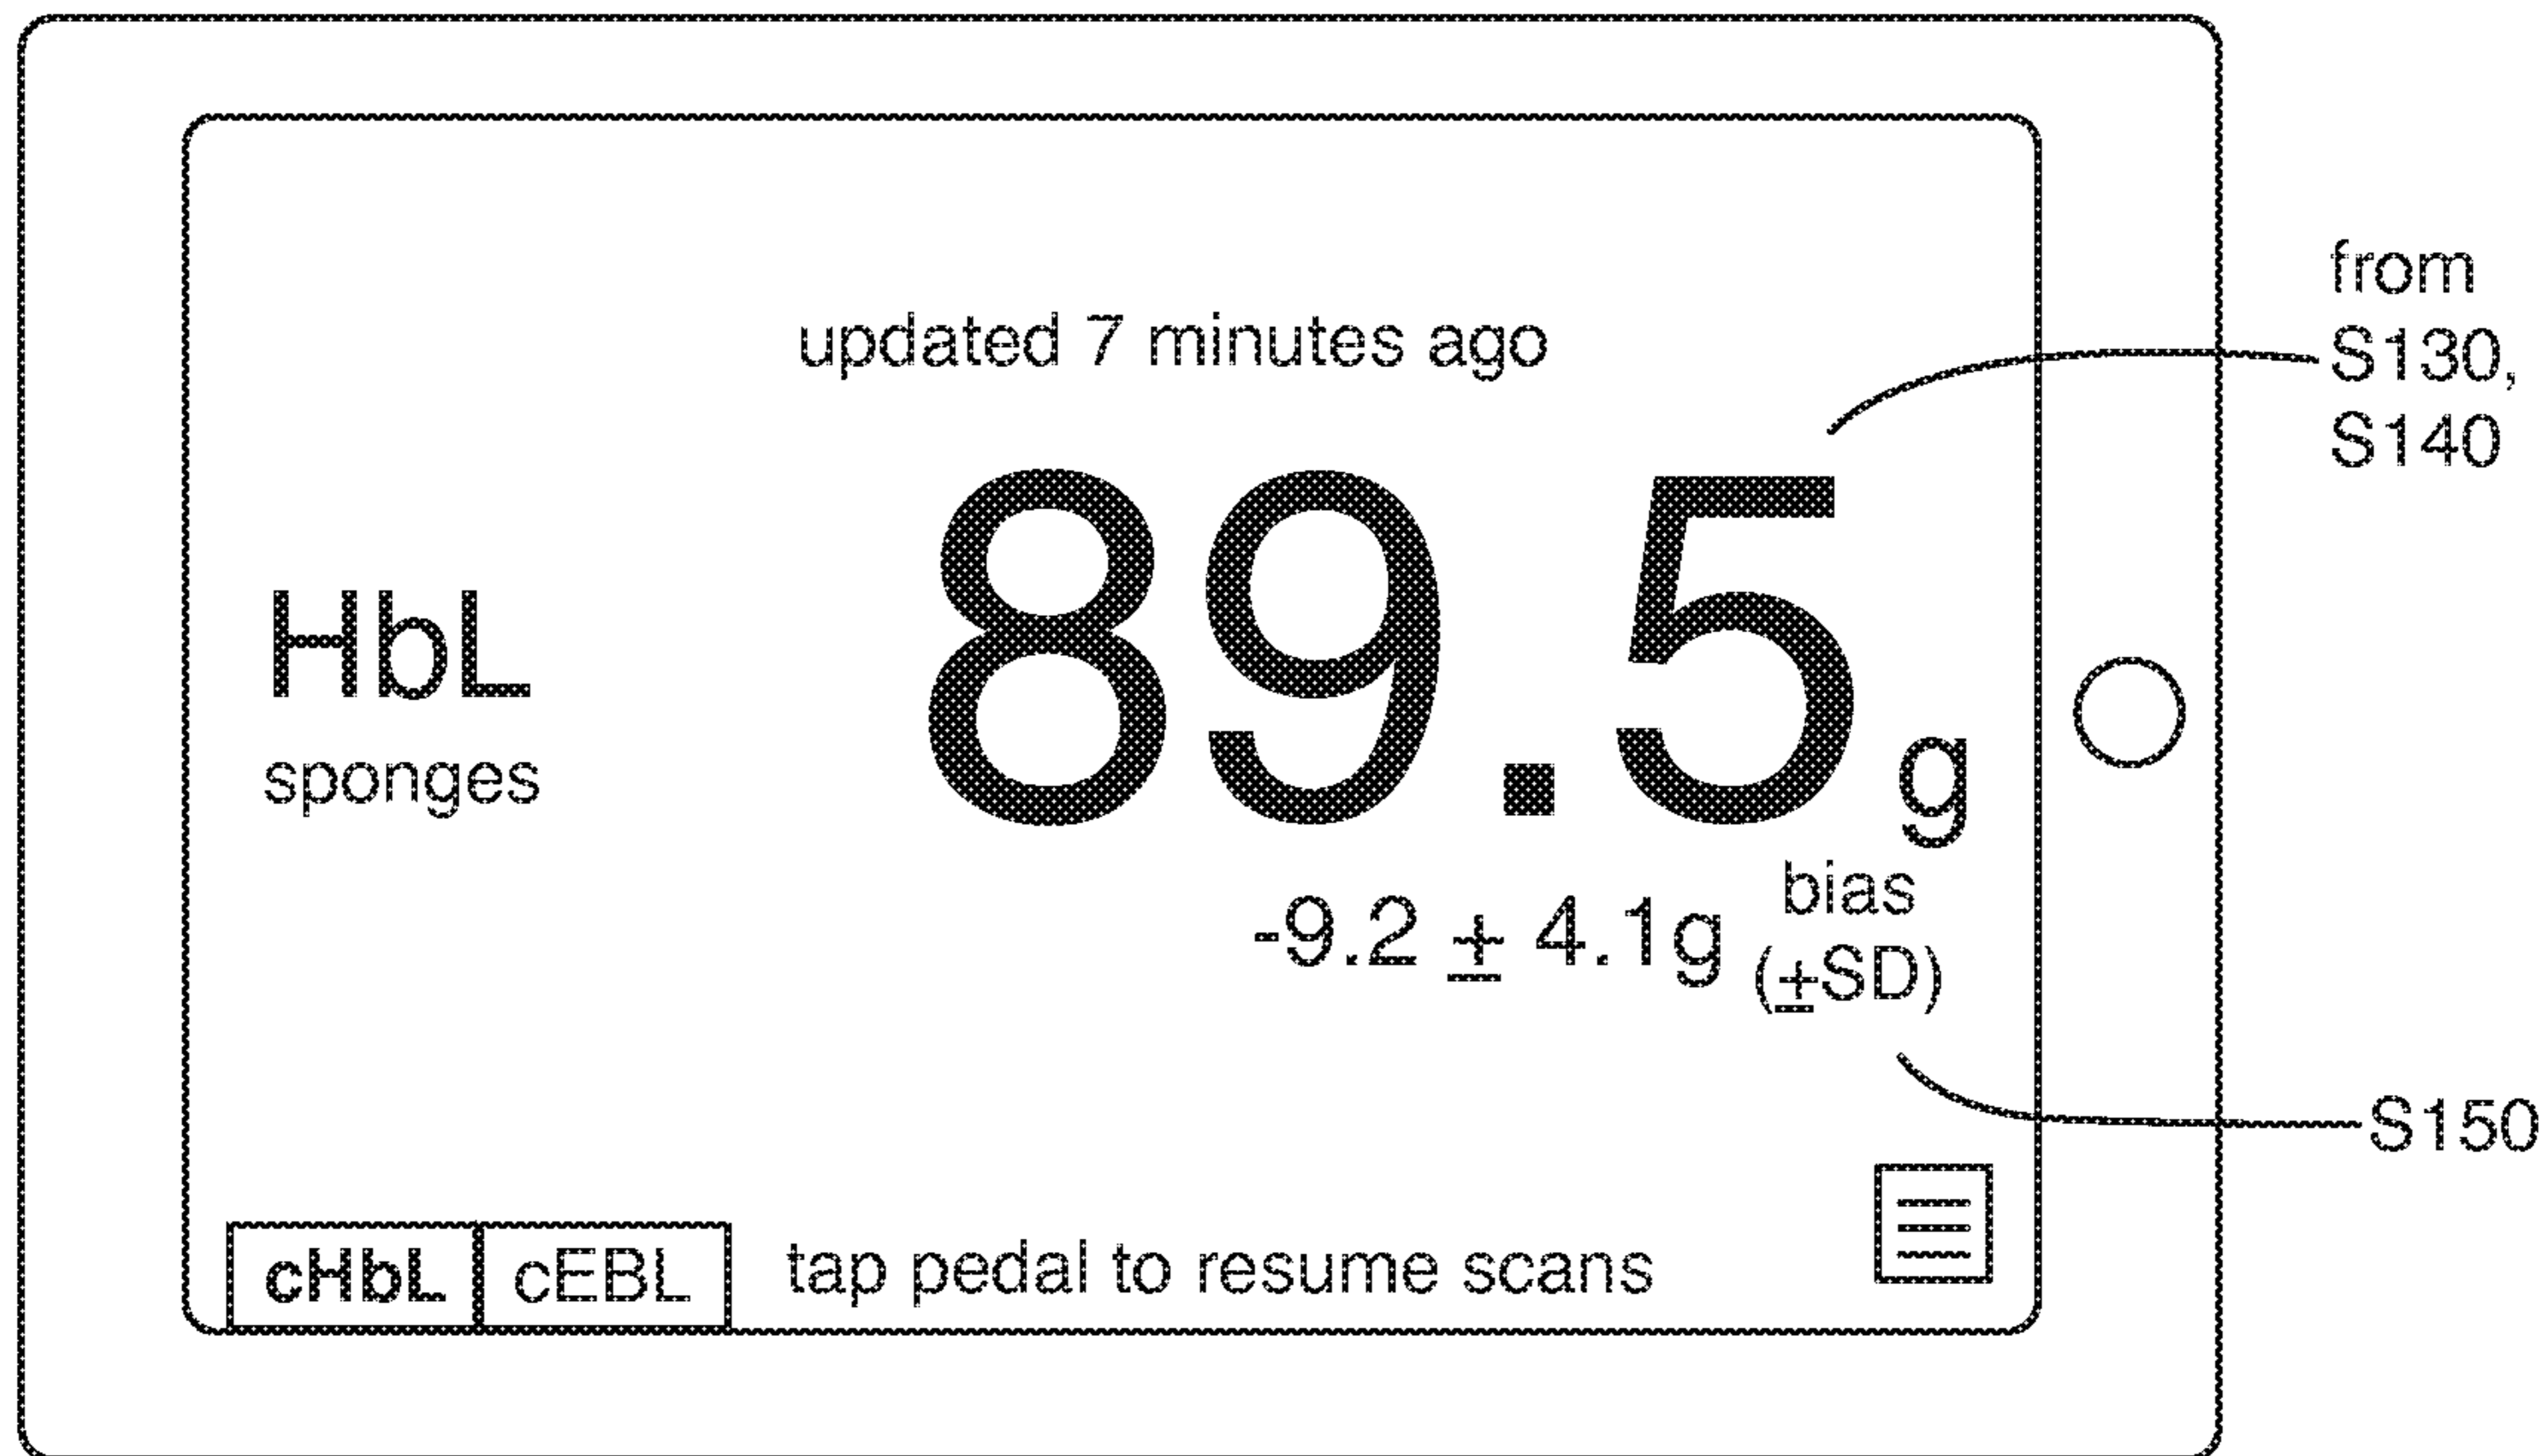 from
S130,
S140
updated 7 minutes ago
HbL
sponges
89.5 g
-9.2 ± 4.1g
bias
(±SD)
S150
cHbL
cEBL
tap pedal to resume scans